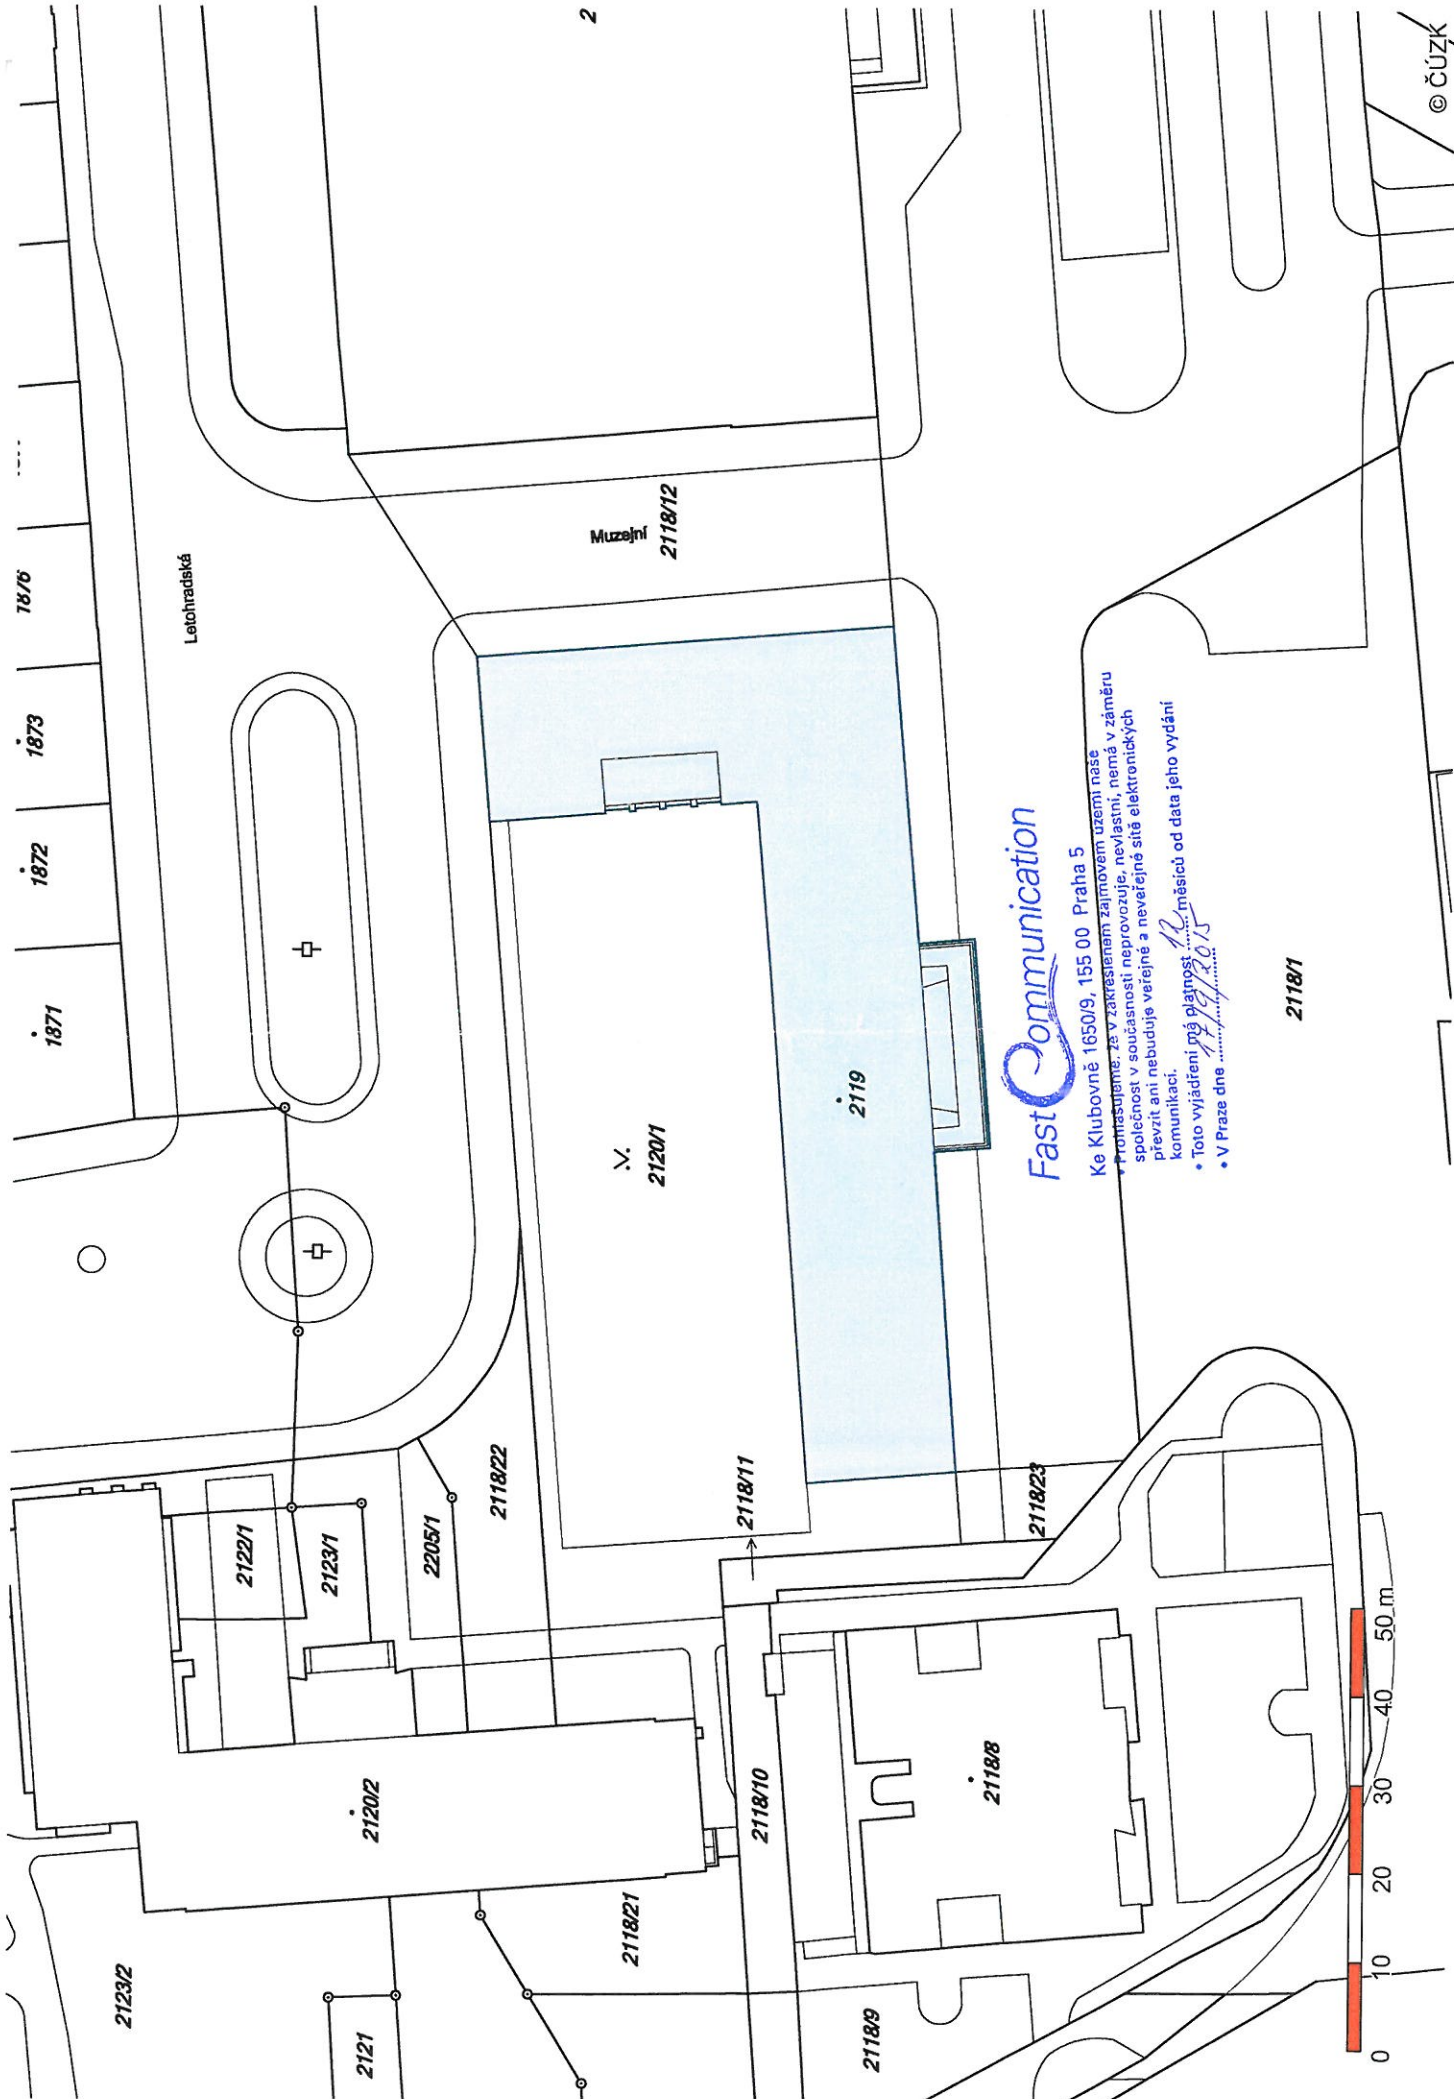 1876
1873
1872
1871
Letohradská
Muzejní
2118/12
2
2120/1
2119
2122/1
2123/1
2205/1
2118/22
2118/11
2118/23
2118/1
2120/2
2118/10
2118/8
2123/2
2121
2118/21
2118/9
Fast Communication
Ke Klubovně 1650/9, 155 00 Praha 5
• Prohlašujeme, že v zakresleném zájmovém území naše
společnost v současnosti neprovozuje, nevlastní, nemá v záměru
převzít ani nebuduje veřejné a neveřejné sítě elektronických
komunikací.
• Toto vyjádření má platnost 12 měsíců od data jeho vydání
• V Praze dne 17/9/2015
0 10 20 30 40 50 m
© ČÚZK